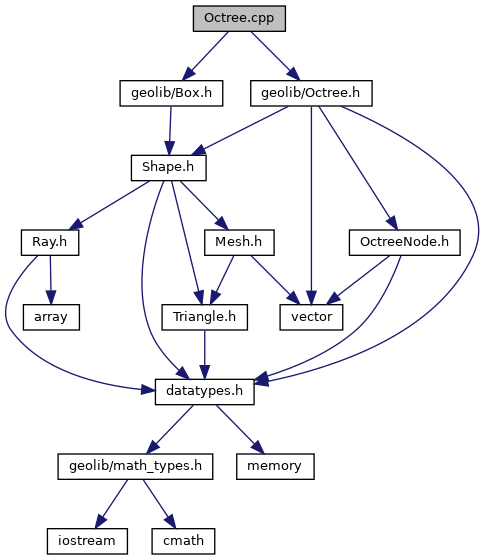 Octree.cpp
geolib/Box.h
geolib/Octree.h
Shape.h
Ray.h
Mesh.h
OctreeNode.h
array
Triangle.h
vector
datatypes.h
geolib/math_types.h
memory
iostream
cmath